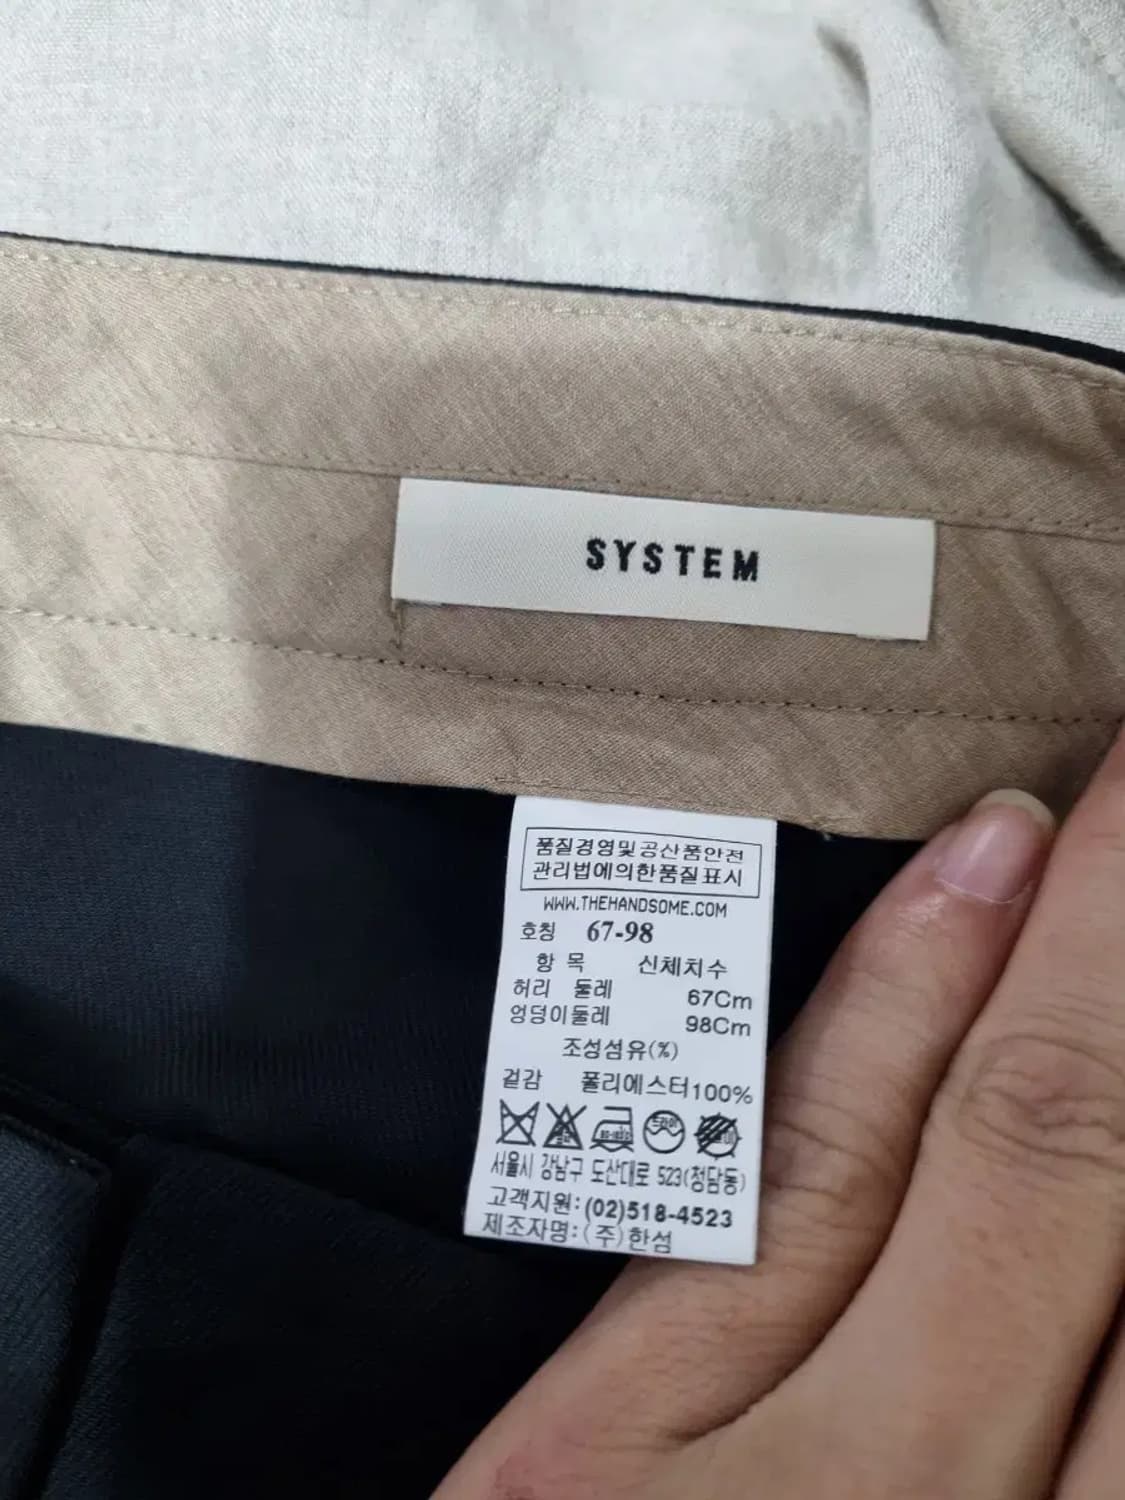 SYSTEM
품질경영및공산품안전
관리법에의한품질표시
WWW.THEHANDSOME.COM
호칭 67-98
항 목 신체치수
허리 둘레 67Cm
엉덩이둘레 98Cm
조성섬유(%)
겉감 폴리에스터100%
서울시 강남구 도산대로 523(청담동)
고객지원:(02)518-4523
제조자명:(주)한섬